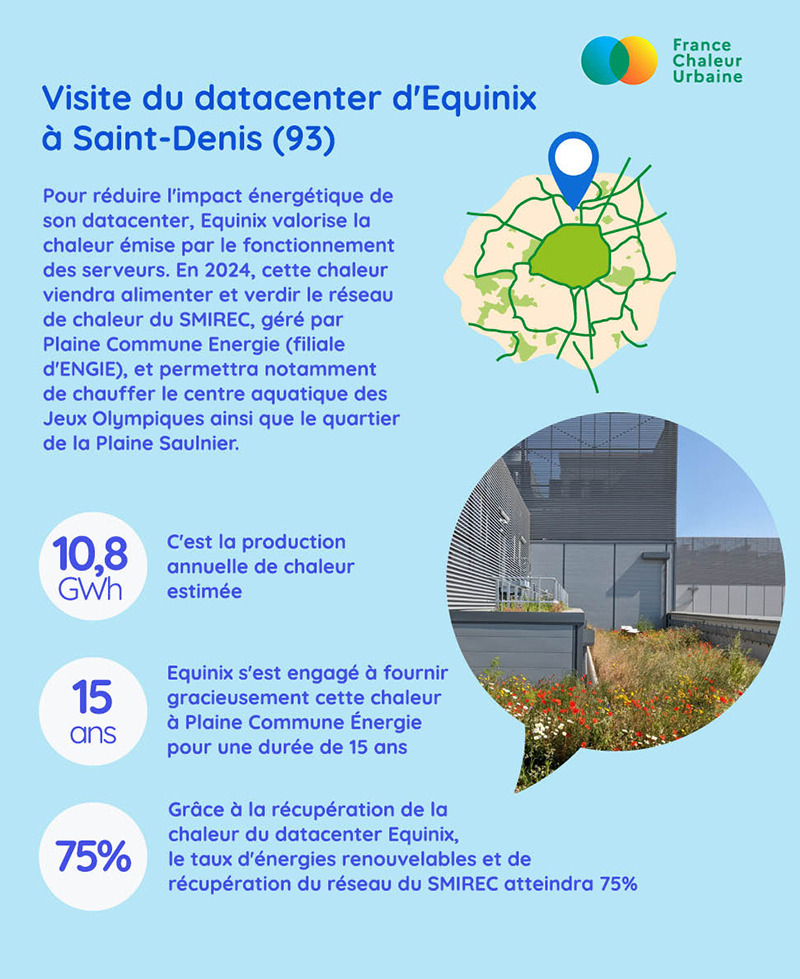 France
Chaleur
Urbaine
Visite du datacenter d'Equinix
à Saint-Denis (93)
Pour réduire l'impact énergétique de
son datacenter, Equinix valorise la
chaleur émise par le fonctionnement
des serveurs. En 2024, cette chaleur
viendra alimenter et verdir le réseau
de chaleur du SMIREC, géré par
Plaine Commune Energie (filiale
d'ENGIE), et permettra notamment
de chauffer le centre aquatique des
Jeux Olympiques ainsi que le quartier
de la Plaine Saulnier.
10,8
GWh
C'est la production
annuelle de chaleur
estimée
15
ans
Equinix s'est engagé à fournir
gracieusement cette chaleur
à Plaine Commune Énergie
pour une durée de 15 ans
75%
Grâce à la récupération de la
chaleur du datacenter Equinix,
le taux d'énergies renouvelables et de
récupération du réseau du SMIREC atteindra 75%